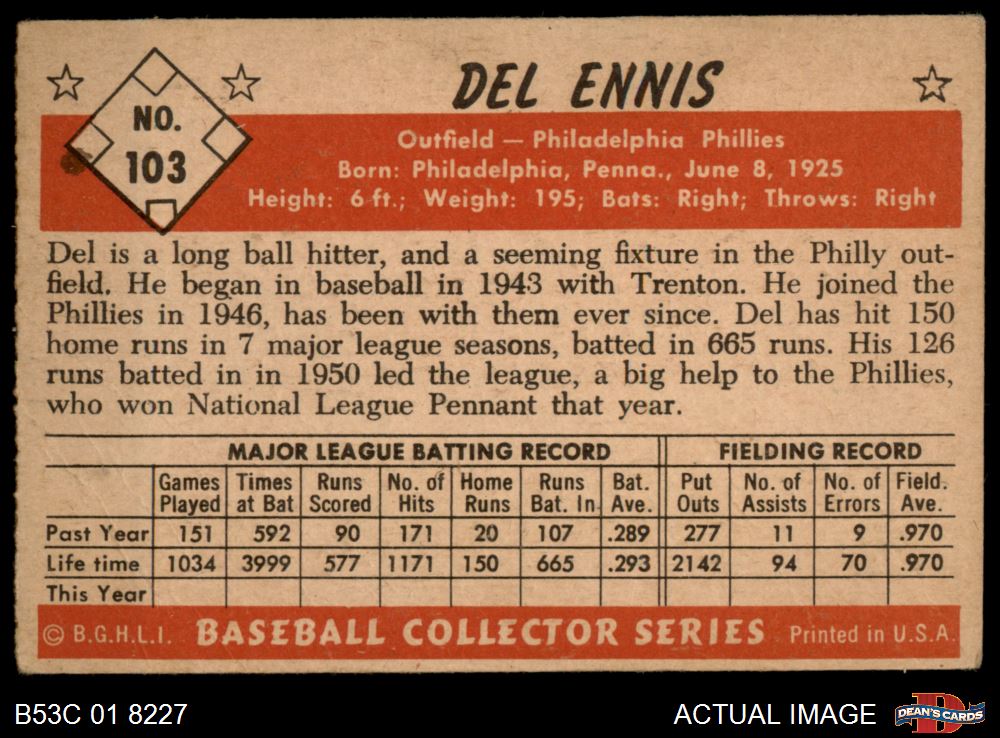 DEL ENNIS
NO.
103
Outfield — Philadelphia Phillies
Born: Philadelphia, Penna., June 8, 1925
Height: 6 ft.; Weight: 195; Bats: Right; Throws: Right
Del is a long ball hitter, and a seeming fixture in the Philly out-
field. He began in baseball in 1943 with Trenton. He joined the
Phillies in 1946, has been with them ever since. Del has hit 150
home runs in 7 major league seasons, batted in 665 runs. His 126
runs batted in in 1950 led the league, a big help to the Phillies,
who won National League Pennant that year.
MAJOR LEAGUE BATTING RECORD FIELDING RECORD
Games Times Runs No. of Home Runs Bat. Put No. of No. of Field.
Played at Bat Scored Hits Runs Bat. In Ave. Outs Assists Errors Ave.
Past Year 151 592 90 171 20 107 .289 277 11 9 .970
Life time 1034 3999 577 1171 150 665 .293 2142 94 70 .970
This Year
© B.G.H.L.I. BASEBALL COLLECTOR SERIES Printed in U.S.A.
B53C 01 8227 ACTUAL IMAGE DEAN'S CARDS